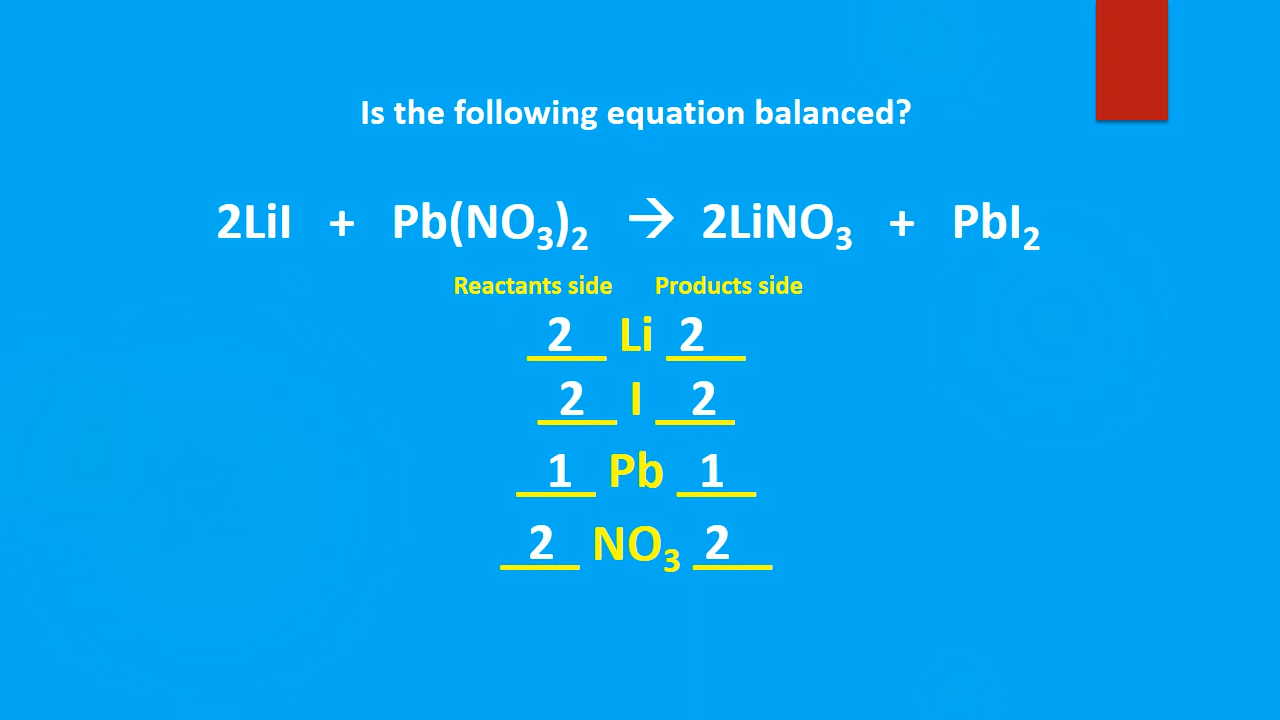 Is the following equation balanced?
2LiI + Pb(NO₃)₂ → 2LiNO₃ + PbI₂
Reactants side Products side
2 Li 2
2 I 2
1 Pb 1
2 NO₃ 2